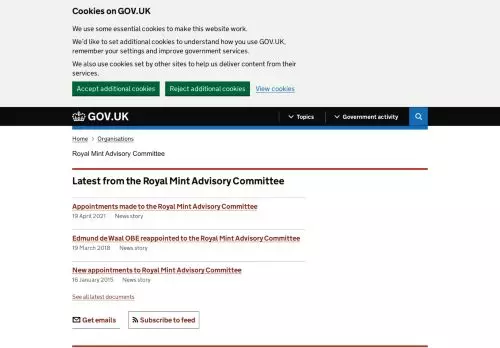 Cookies on GOV.UK
We use some essential cookies to make this website work.
We'd like to set additional cookies to understand how you use GOV.UK,
remember your settings and improve government services.
We also use cookies set by other sites to help us deliver content from their
services.
Accept additional cookies
Reject additional cookies
View cookies
GOV.UK
Topics
Government activity
Home > Organisations
Royal Mint Advisory Committee
Latest from the Royal Mint Advisory Committee
Appointments made to the Royal Mint Advisory Committee
19 April 2021 News story
Edmund de Waal OBE reappointed to the Royal Mint Advisory Committee
19 March 2018 News story
New appointments to Royal Mint Advisory Committee
16 January 2015 News story
See all latest documents
Get emails
Subscribe to feed